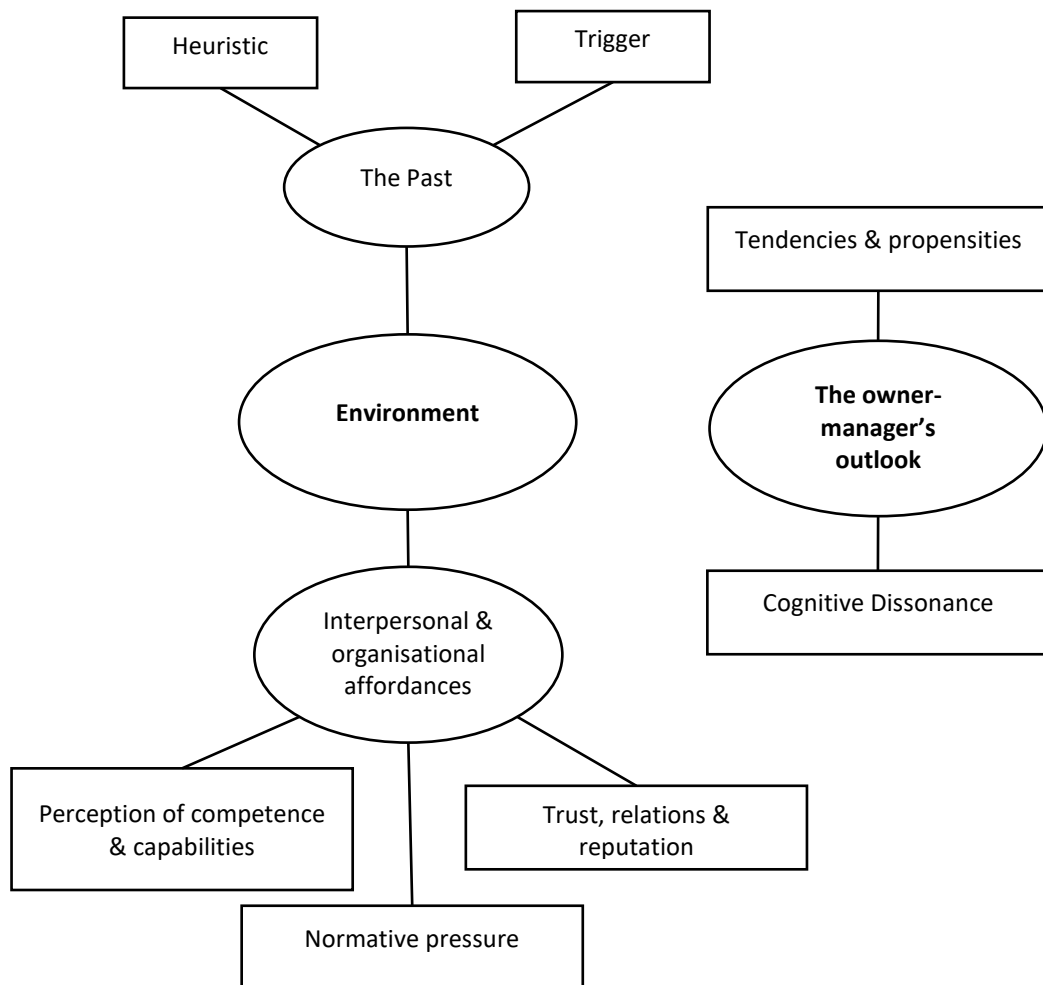 Heuristic
Trigger
The Past
Tendencies & propensities
Environment
The owner-
manager’s
outlook
Interpersonal &
organisational
affordances
Cognitive Dissonance
Perception of competence
& capabilities
Trust, relations &
reputation
Normative pressure